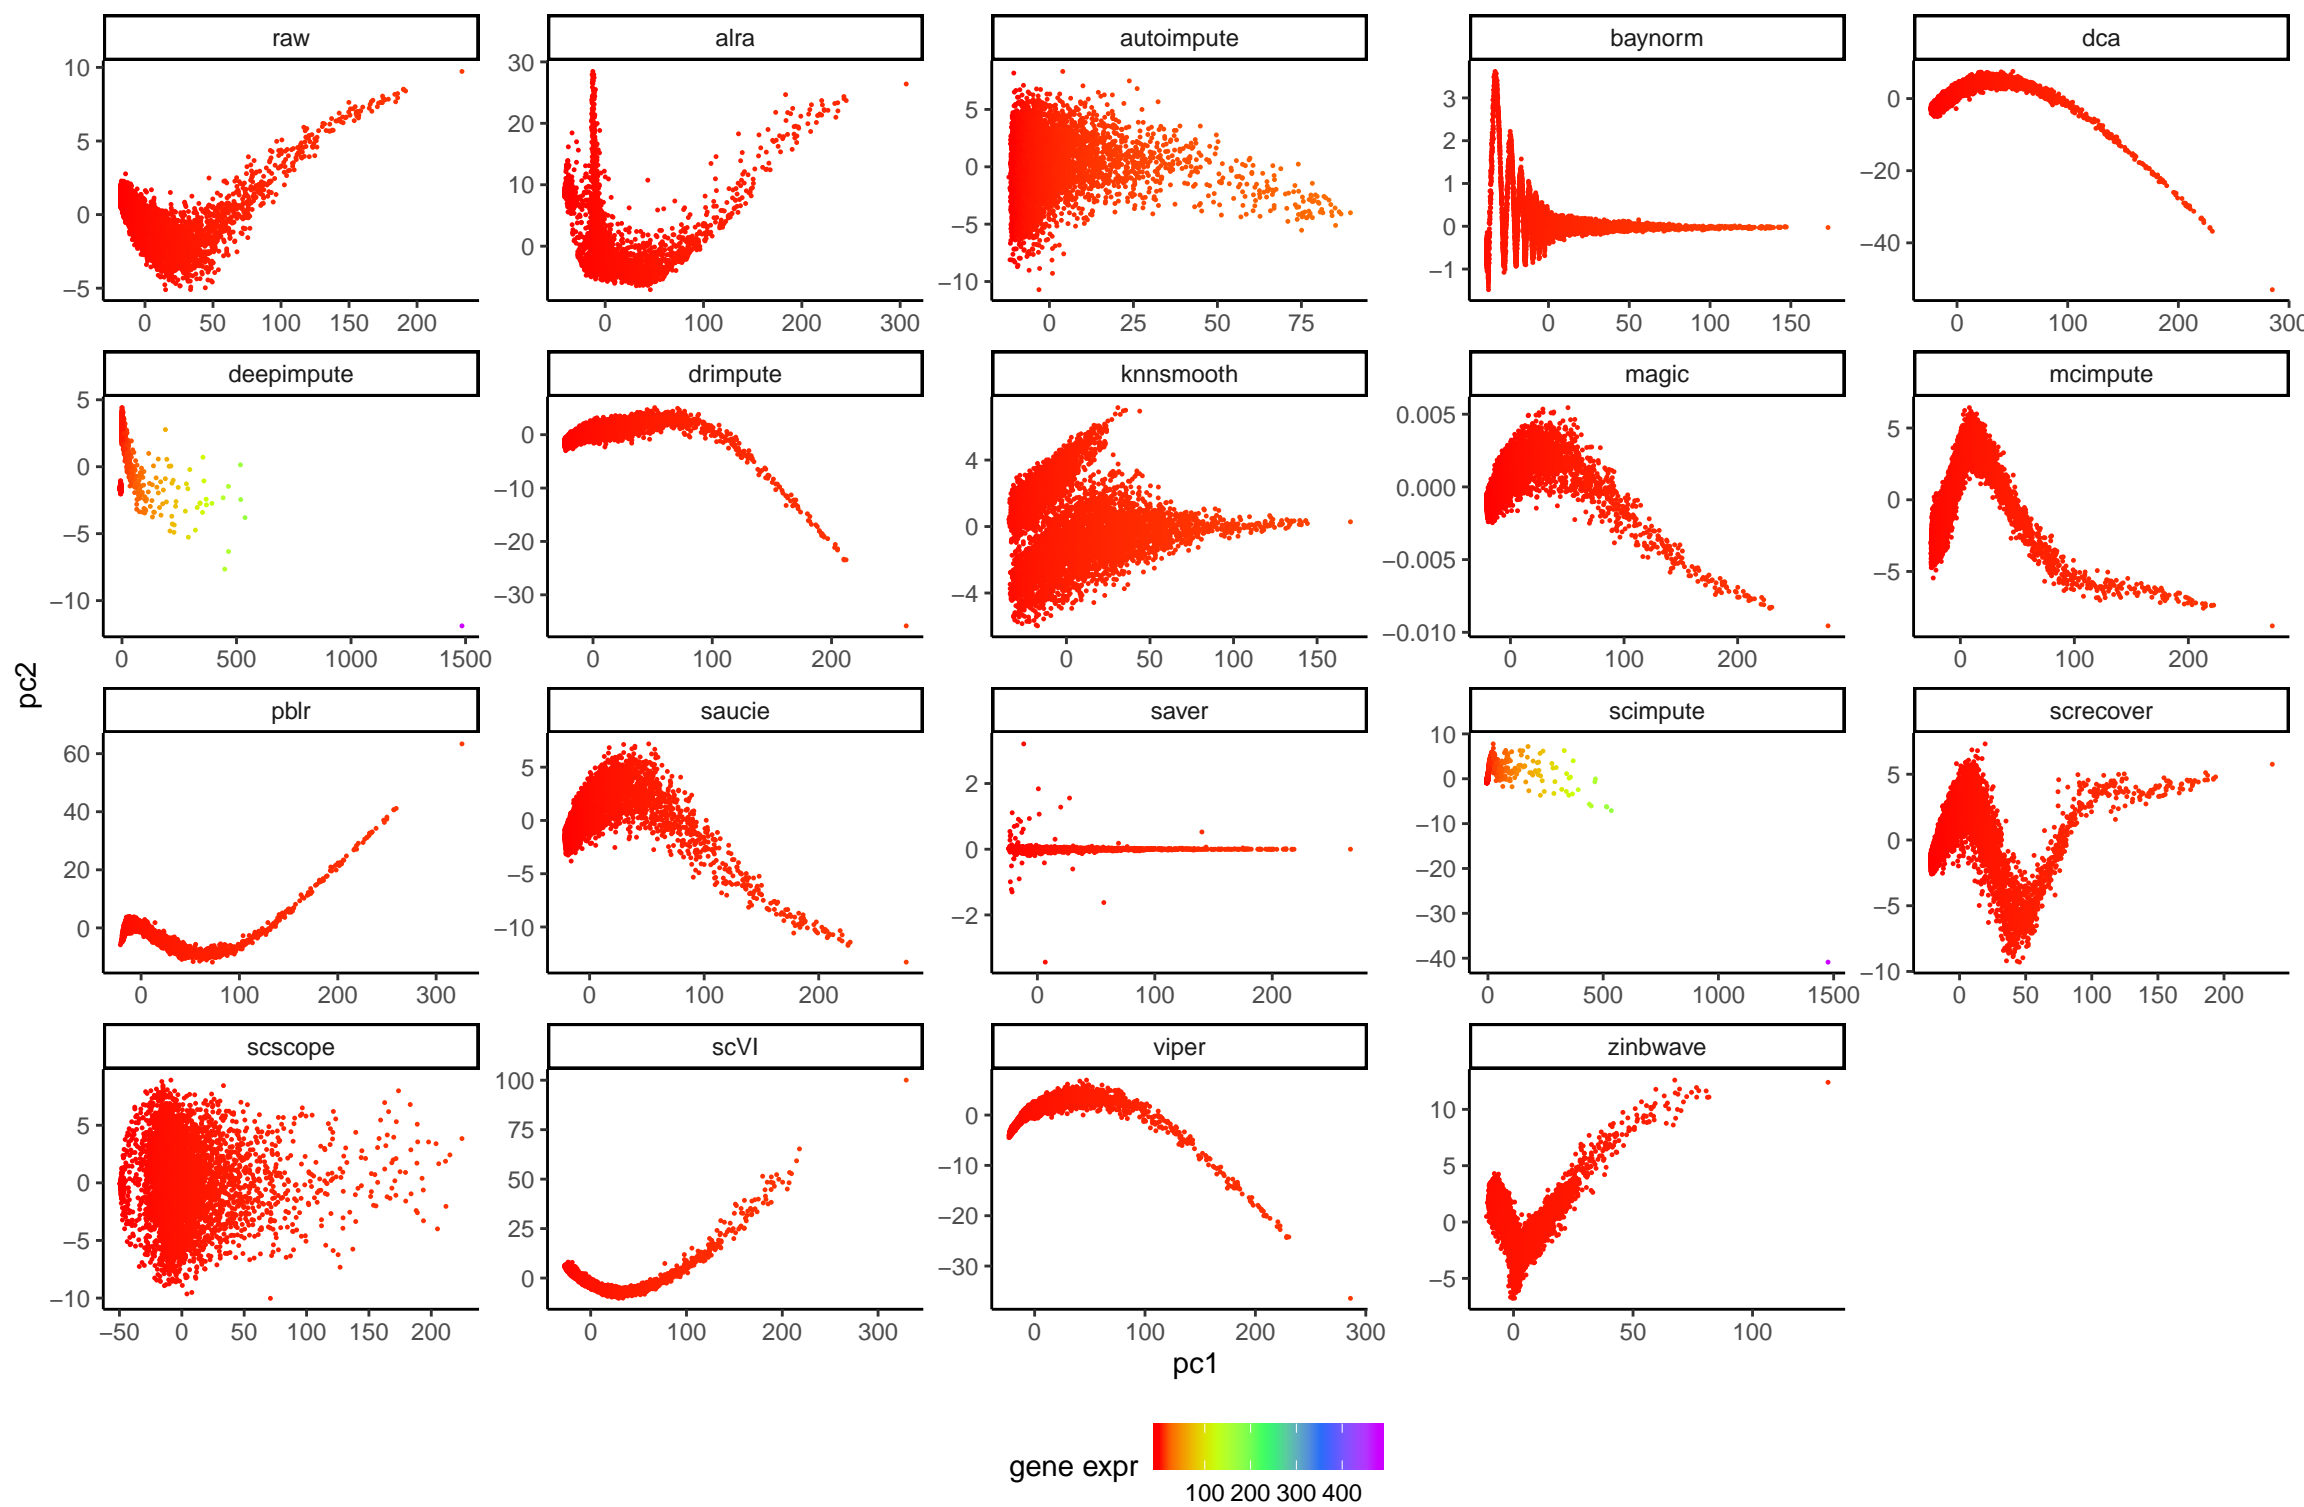 raw alra autoimpute baynorm dca
10 5 0 −5
30 20 10 0
5 0 −5 −10
3 2 1 0 −1
0 −20 −40
0 50 100 150 200
0 100 200 300
0 25 50 75
0 50 100 150
0 100 200 300
deepimpute drimpute knnsmooth magic mcimpute
5 0 −5 −10
0 −10 −20 −30
4 0 −4
0.005 0.000 −0.005 −0.010
5 0 −5
0 500 1000 1500
0 100 200
0 50 100 150
0 100 200
0 100 200
pc2
pblr saucie saver scimpute screcover
60 40 20 0
5 0 −5 −10
2 0 −2
10 0 −10 −20 −30 −40
5 0 −5 −10
0 100 200 300
0 100 200
0 100 200
0 500 1000 1500
0 50 100 150 200
scscope scVI viper zinbwave
5 0 −5 −10
100 75 50 25 0
0 −10 −20 −30
10 5 0 −5
−50 0 50 100 150 200
0 100 200 300
0 100 200 300
0 50 100
pc1
gene expr
100 200 300 400